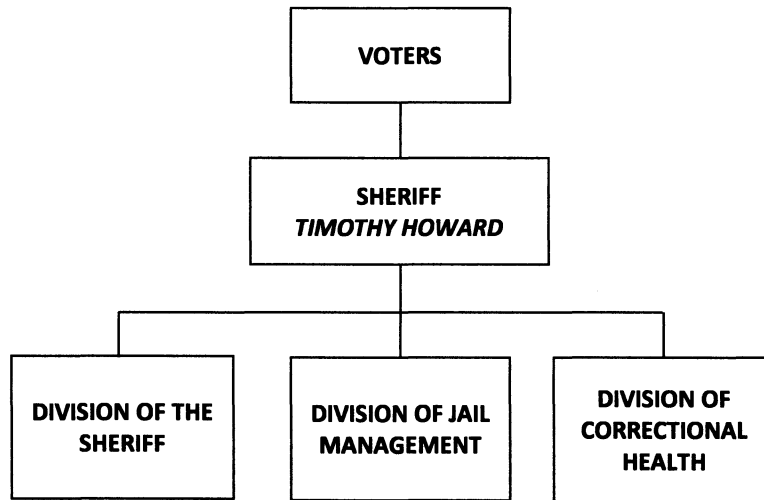 VOTERS
SHERIFF
TIMOTHY HOWARD
DIVISION OF THE
SHERIFF
DIVISION OF JAIL
MANAGEMENT
DIVISION OF
CORRECTIONAL
HEALTH